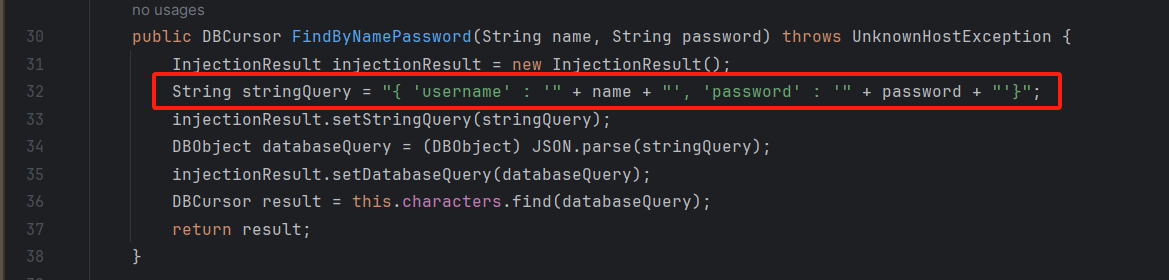 no usages
30 public DBCursor FindByNamePassword(String name, String password) throws UnknownHostException {
31 InjectionResult injectionResult = new InjectionResult();
32 String stringQuery = "{ 'username' : '" + name + "', 'password' : '" + password + "'}";
33 injectionResult.setStringQuery(stringQuery);
34 DBObject databaseQuery = (DBObject) JSON.parse(stringQuery);
35 injectionResult.setDatabaseQuery(databaseQuery);
36 DBCursor result = this.characters.find(databaseQuery);
37 return result;
38 }